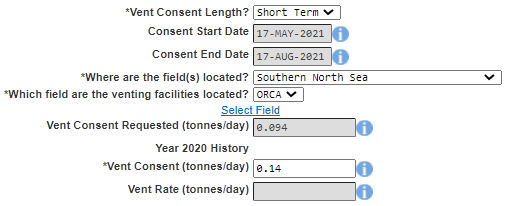 *Vent Consent Length? Short Term
Consent Start Date 17-MAY-2021
Consent End Date 17-AUG-2021
*Where are the field(s) located? Southern North Sea
*Which field are the venting facilities located? ORCA
Select Field
Vent Consent Requested (tonnes/day) 0.094
Year 2020 History
*Vent Consent (tonnes/day) 0.14
Vent Rate (tonnes/day)